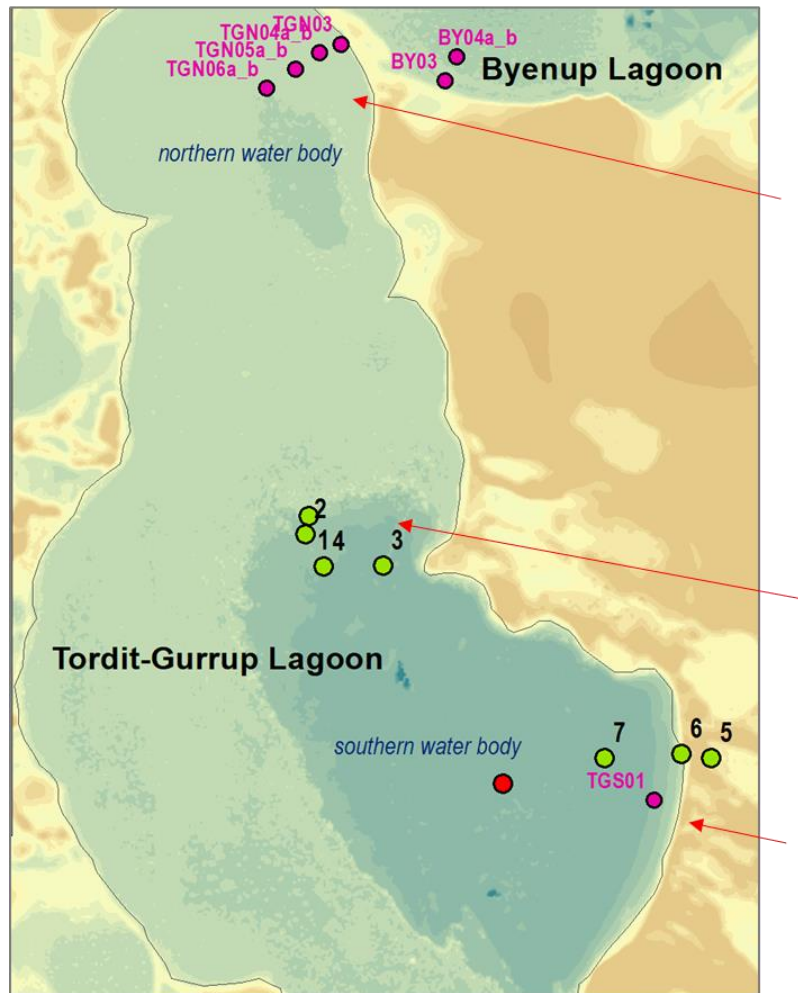 TGN03
TGN04a_b
TGN05a_b
TGN06a_b
BY04a_b
BY03
Byenup Lagoon
northern water body
2
1
4
3
Tordit-Gurrup Lagoon
southern water body
7
6
5
TGS01